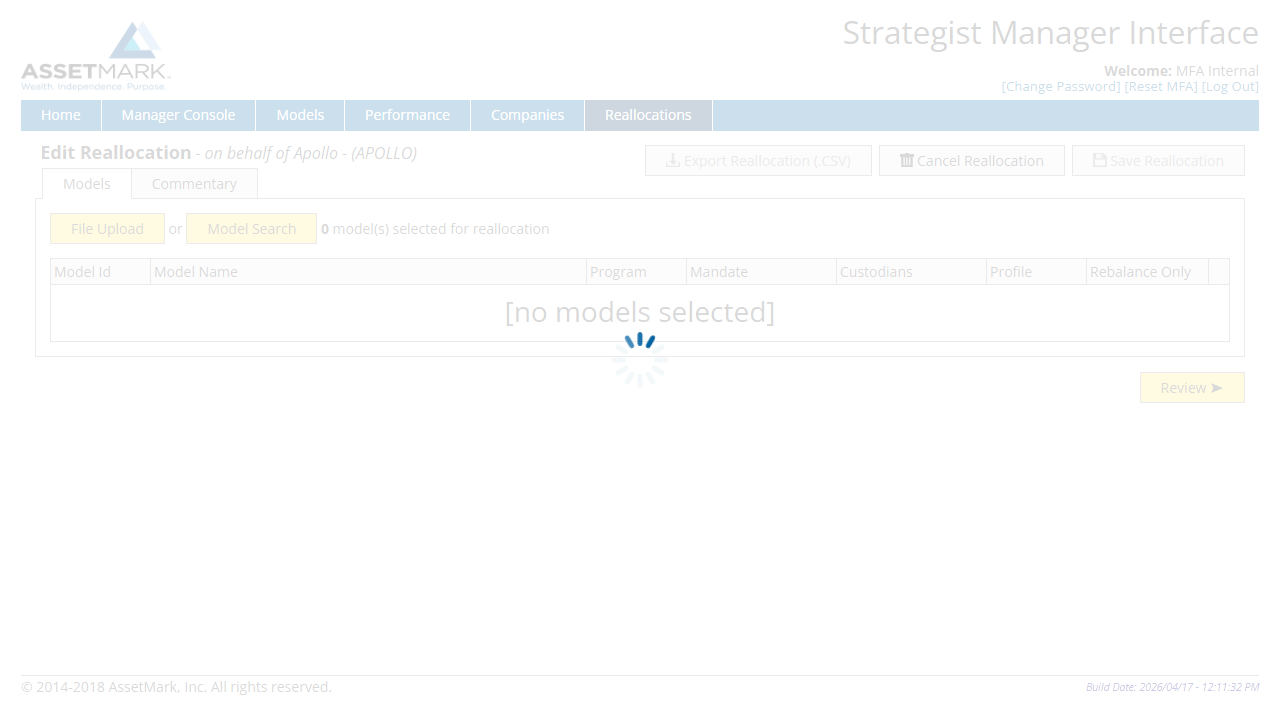 ASSETMARK
Wealth. Independence. Purpose.
Strategist Manager Interface
Welcome: MFA Internal
[Change Password] [Reset MFA] [Log Out]
Home Manager Console Models Performance Companies Reallocations
Edit Reallocation - on behalf of Apollo - (APOLLO)
Export Reallocation (.CSV) Cancel Reallocation Save Reallocation
Models Commentary
File Upload or Model Search 0 model(s) selected for reallocation
Model Id Model Name Program Mandate Custodians Profile Rebalance Only
[no models selected]
Review ➤
© 2014-2018 AssetMark, Inc. All rights reserved.
Build Date: 2026/04/17 - 12:11:32 PM